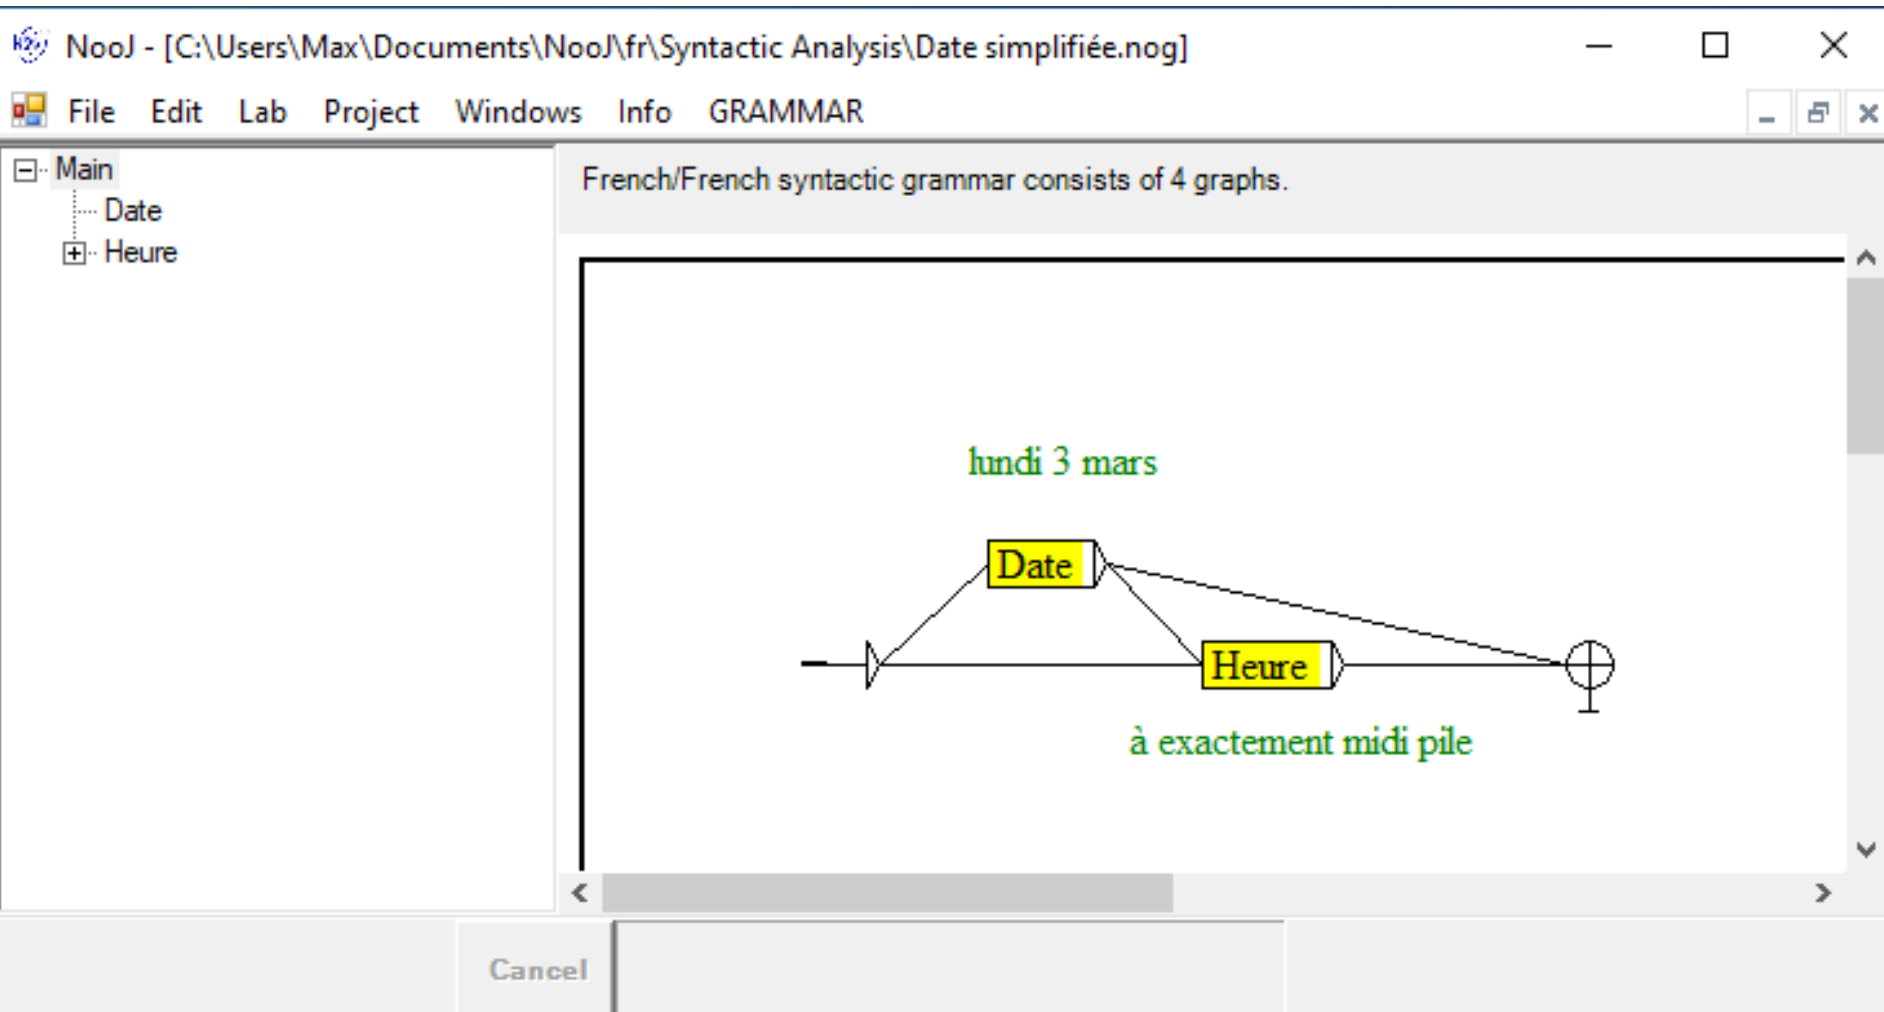 NooJ - [C:\Users\Max\Documents\NooJ\fr\Syntactic Analysis\Date simplifiée.nog]
File Edit Lab Project Windows Info GRAMMAR
Main
Date
Heure
French/French syntactic grammar consists of 4 graphs.
lundi 3 mars
Date
Heure
à exactement midi pile
Cancel